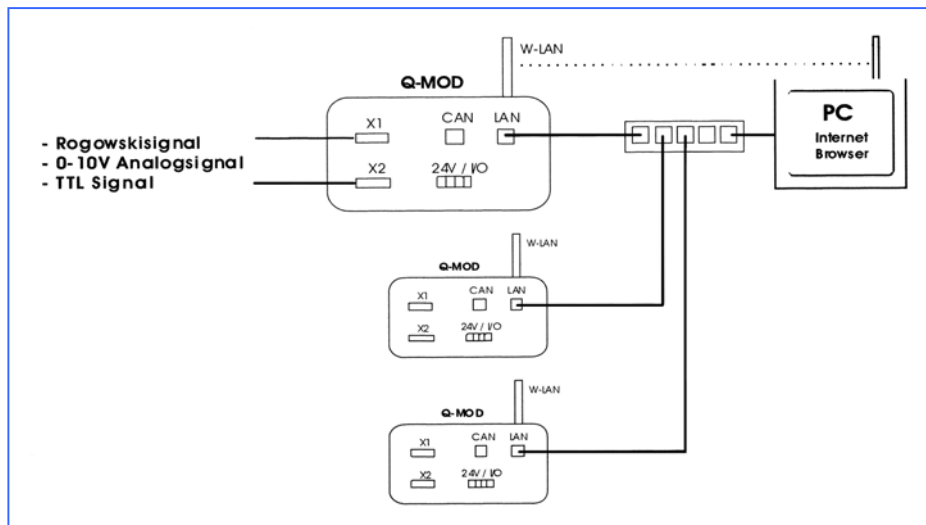 W-LAN
Q-MOD
PC
Internet
Browser
X1
CAN
LAN
- Rogowskisignal
- 0-10V Analogsignal
- TTL Signal
X2
24V / I/O
W-LAN
Q-MOD
X1
CAN
LAN
X2
24V / I/O
W-LAN
Q-MOD
X1
CAN
LAN
X2
24V / I/O